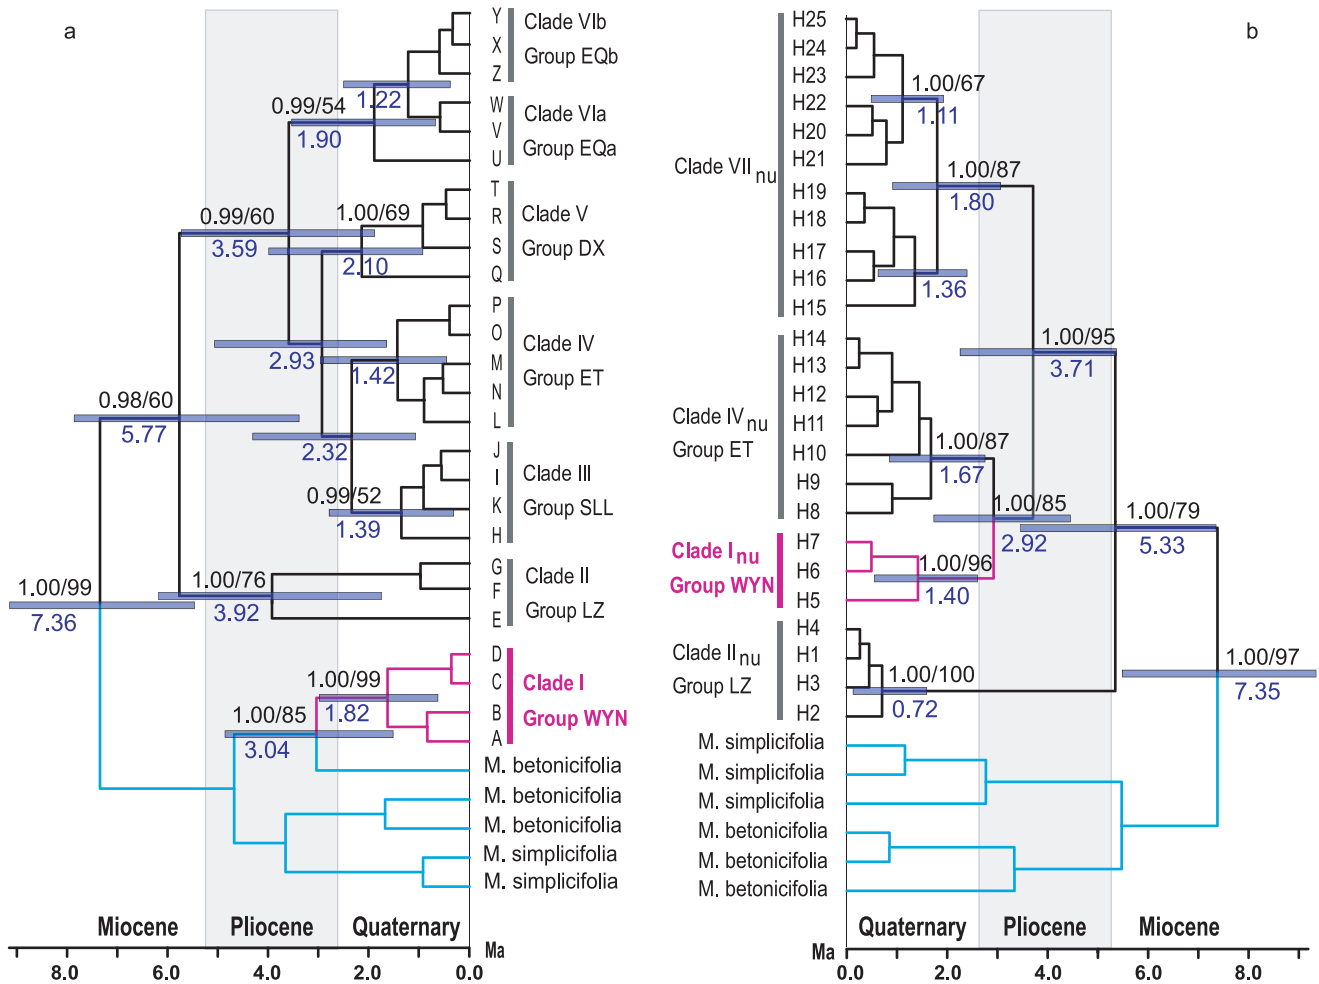 a
Y
X
Z
W
V
U
T
R
S
Q
P
O
M
N
L
J
I
K
H
G
F
E
D
C
B
A
M. betonicifolia
M. betonicifolia
M. betonicifolia
M. simplicifolia
M. simplicifolia
Clade VIb
Group EQb
Clade VIa
Group EQa
Clade V
Group DX
Clade IV
Group ET
Clade III
Group SLL
Clade II
Group LZ
Clade I
Group WYN
1.22
0.99/54
1.90
0.99/60
3.59
1.00/69
2.10
2.93
1.42
0.98/60
5.77
2.32
0.99/52
1.39
1.00/99
7.36
1.00/76
3.92
1.00/99
1.82
1.00/85
3.04
Miocene Pliocene Quaternary
Ma
8.0 6.0 4.0 2.0 0.0
b
H25
H24
H23
H22
H20
H21
H19
H18
H17
H16
H15
H14
H13
H12
H11
H10
H9
H8
H7
H6
H5
H4
H1
H3
H2
M. simplicifolia
M. simplicifolia
M. simplicifolia
M. betonicifolia
M. betonicifolia
M. betonicifolia
Clade VII nu
Clade IV nu
Group ET
Clade I nu
Group WYN
Clade II nu
Group LZ
1.00/67
1.11
1.00/87
1.80
1.36
1.00/95
3.71
1.00/87
1.67
1.00/85
2.92
1.00/79
5.33
1.00/96
1.40
1.00/100
0.72
1.00/97
7.35
Quaternary Pliocene Miocene
Ma
0.0 2.0 4.0 6.0 8.0